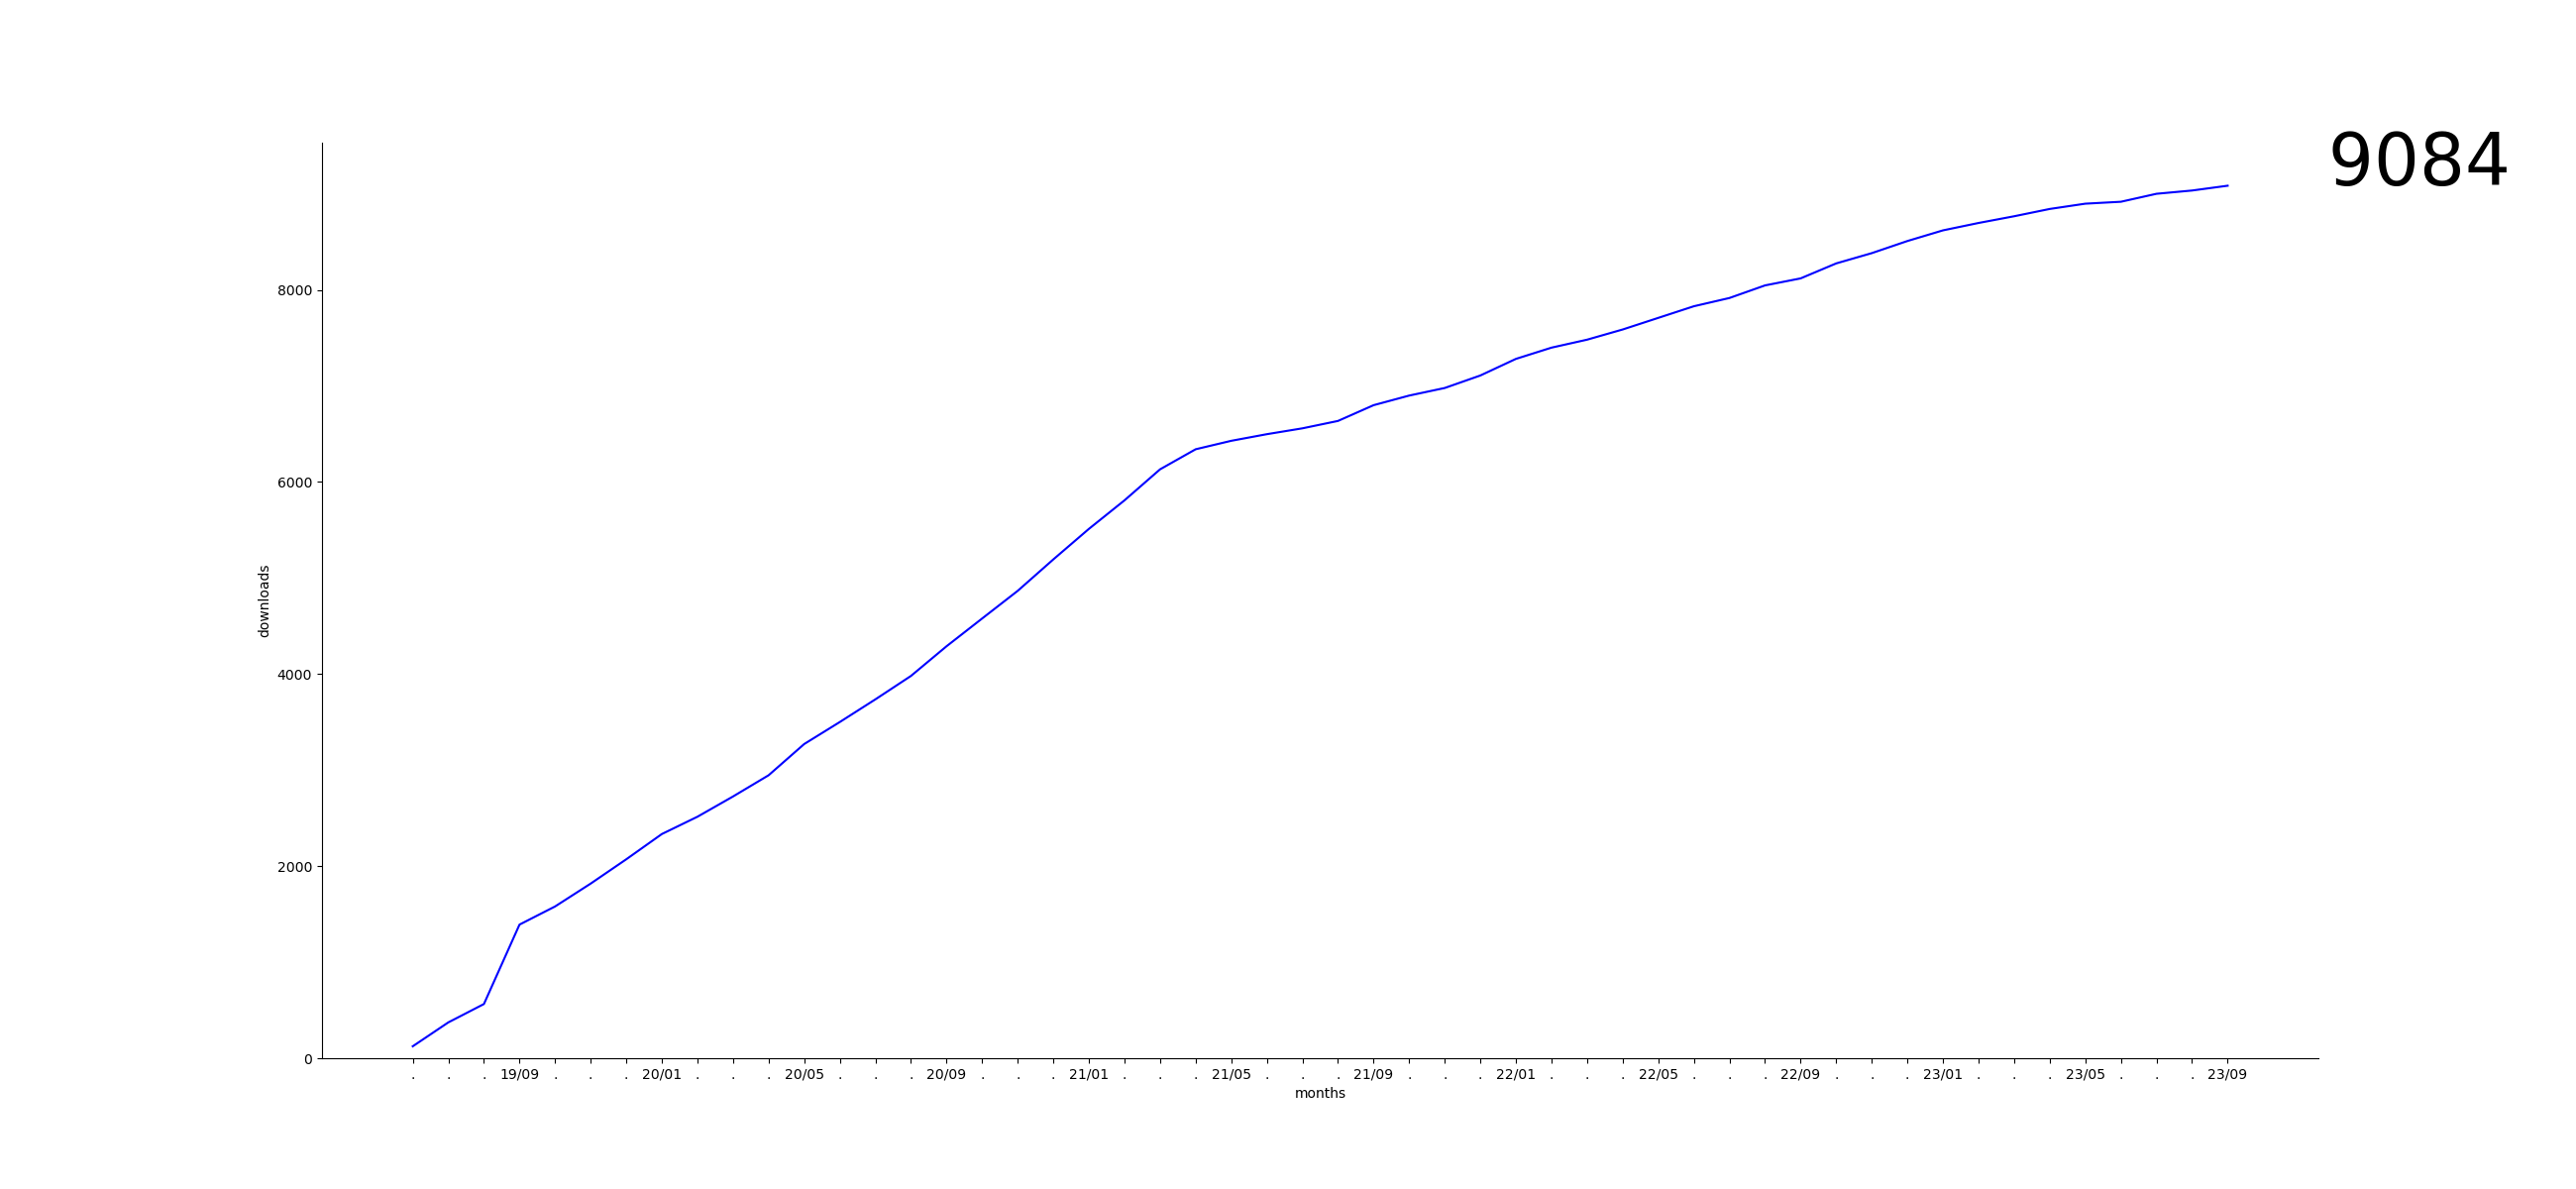 9084
8000
6000
4000
2000
0
downloads
. . . 19/09 . . . 20/01 . . . 20/05 . . . 20/09 . . . 21/01 . . . 21/05 . . . 21/09 . . . 22/01 . . . 22/05 . . . 22/09 . . . 23/01 . . . 23/05 . . . 23/09
months